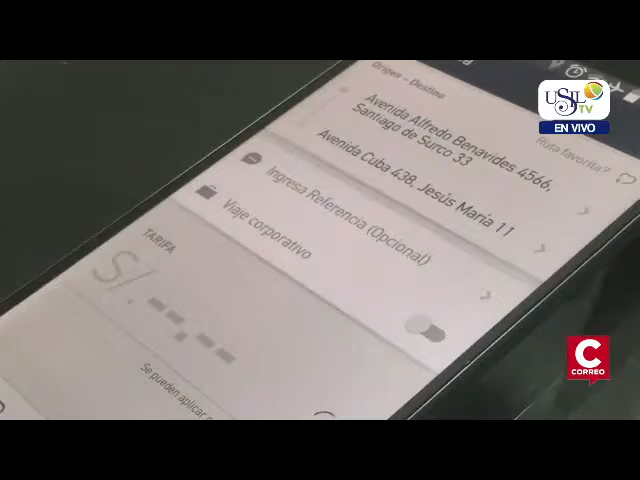 Origen - Destino
Avenida Alfredo Benavides 4566,
Santiago de Surco 33
Ruta favorita?
Avenida Cuba 438, Jesús María 11
Ingresa Referencia (Opcional)
Viaje corporativo
TARIFA
S/. --.--
Se pueden aplicar
USIL
TV
EN VIVO
C
CORREO